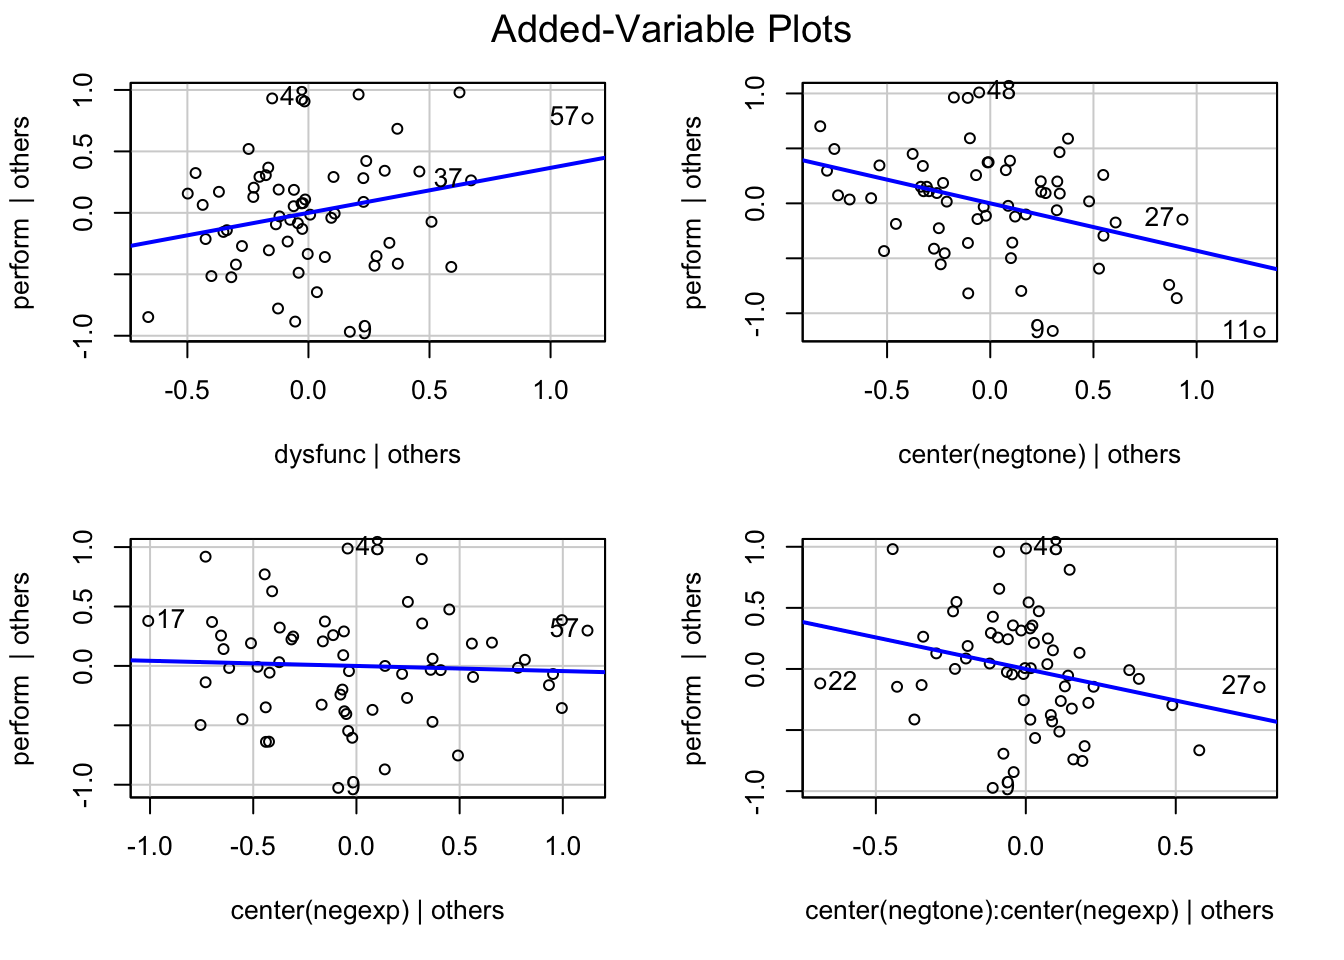 Added-Variable Plots
perform | others
1.0
0.5
0.0
-1.0
48
57
37
9
-0.5 0.0 0.5 1.0
dysfunc | others
perform | others
1.0
0.0
-1.0
48
27
9
11
-0.5 0.0 0.5 1.0
center(negtone) | others
perform | others
1.0
0.5
0.0
-1.0
48
17
57
9
-1.0 -0.5 0.0 0.5 1.0
center(negexp) | others
perform | others
1.0
0.5
0.0
-1.0
48
22
27
9
-0.5 0.0 0.5
center(negtone):center(negexp) | others